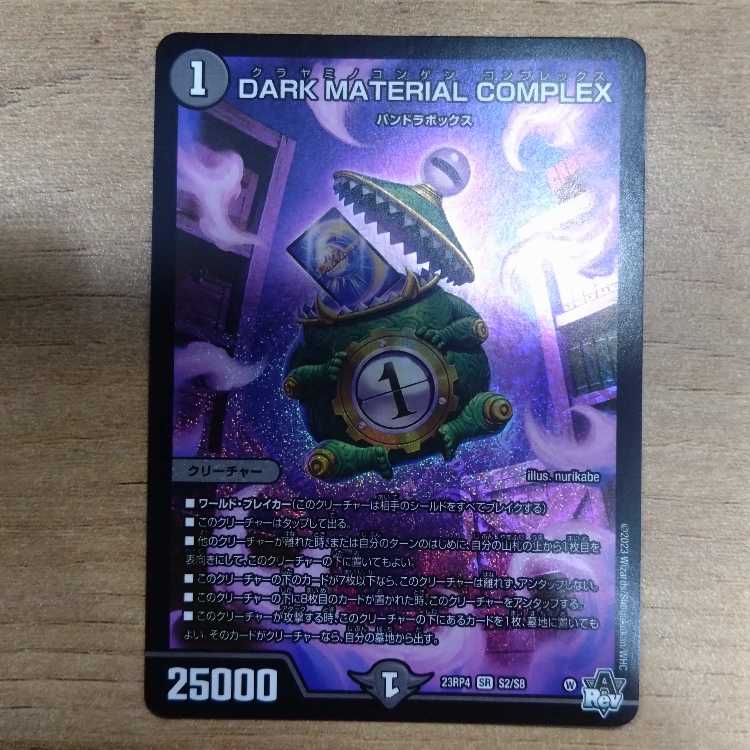 1
クラヤミノコンゲン コンプレックス
DARK MATERIAL COMPLEX
パンドラボックス
1
クリーチャー
illus. nurikabe
■ ワールド・ブレイカー(このクリーチャーは相手のシールドをすべてブレイクする)
■ このクリーチャーはタップして出る。
■ 他のクリーチャーが離れた時、または自分のターンのはじめに、自分の山札の上から1枚目を
表向きにして、このクリーチャーの下に置いてもよい。
■ このクリーチャーの下のカードが7枚以下なら、このクリーチャーは離れず、アンタップしない。
■ このクリーチャーの下に8枚目のカードが置かれた時、このクリーチャーをアンタップする。
■ このクリーチャーが攻撃する時、このクリーチャーの下にあるカードを1枚、墓地に置いても
よい。そのカードがクリーチャーなら、自分の墓地から出す。
25000
1
23RP4 SR S2/S8
W
A
Rev
©2023 Wizards/Shogakukan/WHC